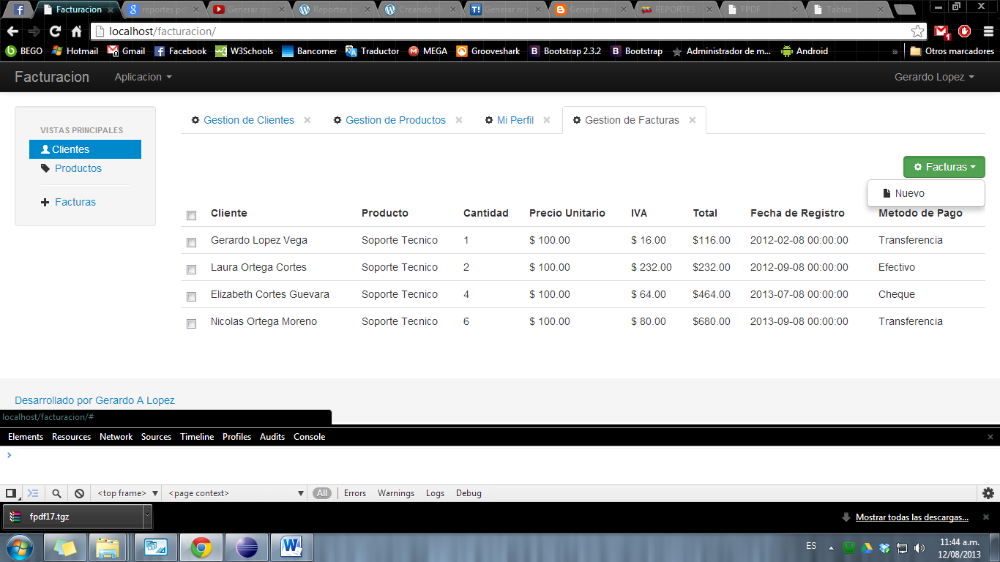 Facturacion
reportes pd
Generar rep
Reportes co
Creando d
Generar re
Generar rep
REPORTES
FPDF
Tablas
localhost/facturacion/
1
BEGO Hotmail Gmail Facebook W3Schools Bancomer Traductor MEGA Grooveshark Bootstrap 2.3.2 Bootstrap Administrador de m... Android » Otros marcadores
Facturacion Aplicacion Gerardo Lopez
VISTAS PRINCIPALES
Clientes
Productos
Facturas
Gestion de Clientes Gestion de Productos Mi Perfil Gestion de Facturas
Facturas
Nuevo
Cliente Producto Cantidad Precio Unitario IVA Total Fecha de Registro Metodo de Pago
Gerardo Lopez Vega Soporte Tecnico 1 $ 100.00 $ 16.00 $116.00 2012-02-08 00:00:00 Transferencia
Laura Ortega Cortes Soporte Tecnico 2 $ 100.00 $ 232.00 $232.00 2012-09-08 00:00:00 Efectivo
Elizabeth Cortes Guevara Soporte Tecnico 4 $ 100.00 $ 64.00 $464.00 2013-07-08 00:00:00 Cheque
Nicolas Ortega Moreno Soporte Tecnico 6 $ 100.00 $ 80.00 $680.00 2013-09-08 00:00:00 Transferencia
Desarrollado por Gerardo A Lopez
localhost/facturacion/#
Elements Resources Network Sources Timeline Profiles Audits Console
<top frame> <page context> All Errors Warnings Logs Debug
fpdf17.tgz
Mostrar todas las descargas...
ES
11:44 a.m.
12/08/2013